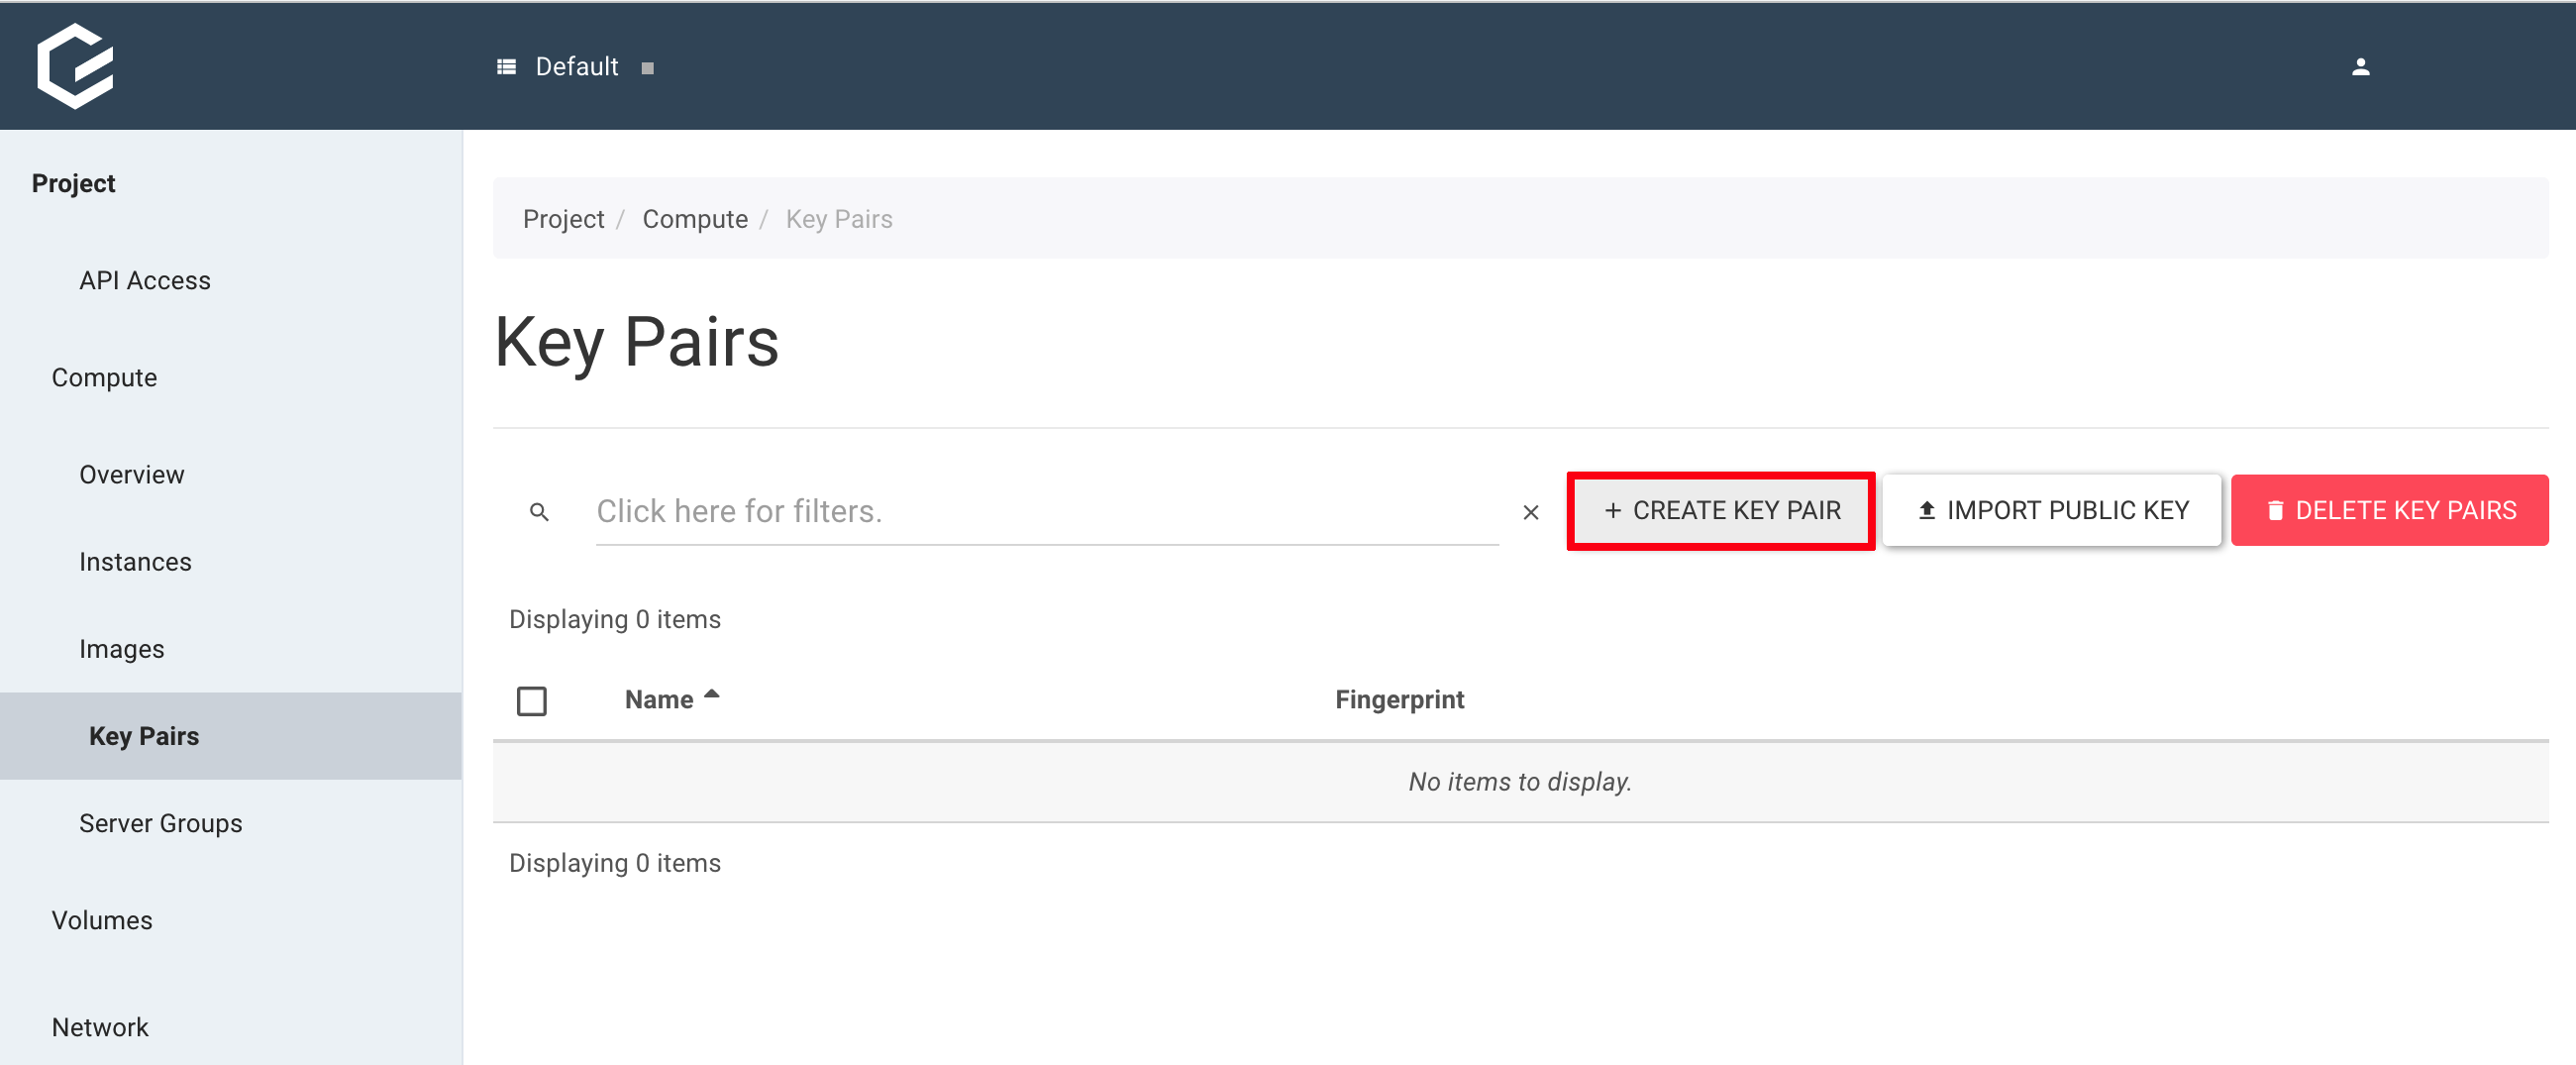 Default
Project
API Access
Compute
Overview
Instances
Images
Key Pairs
Server Groups
Volumes
Network
Project / Compute / Key Pairs
Key Pairs
Click here for filters.
+ CREATE KEY PAIR
IMPORT PUBLIC KEY
DELETE KEY PAIRS
Displaying 0 items
Name Fingerprint
No items to display.
Displaying 0 items